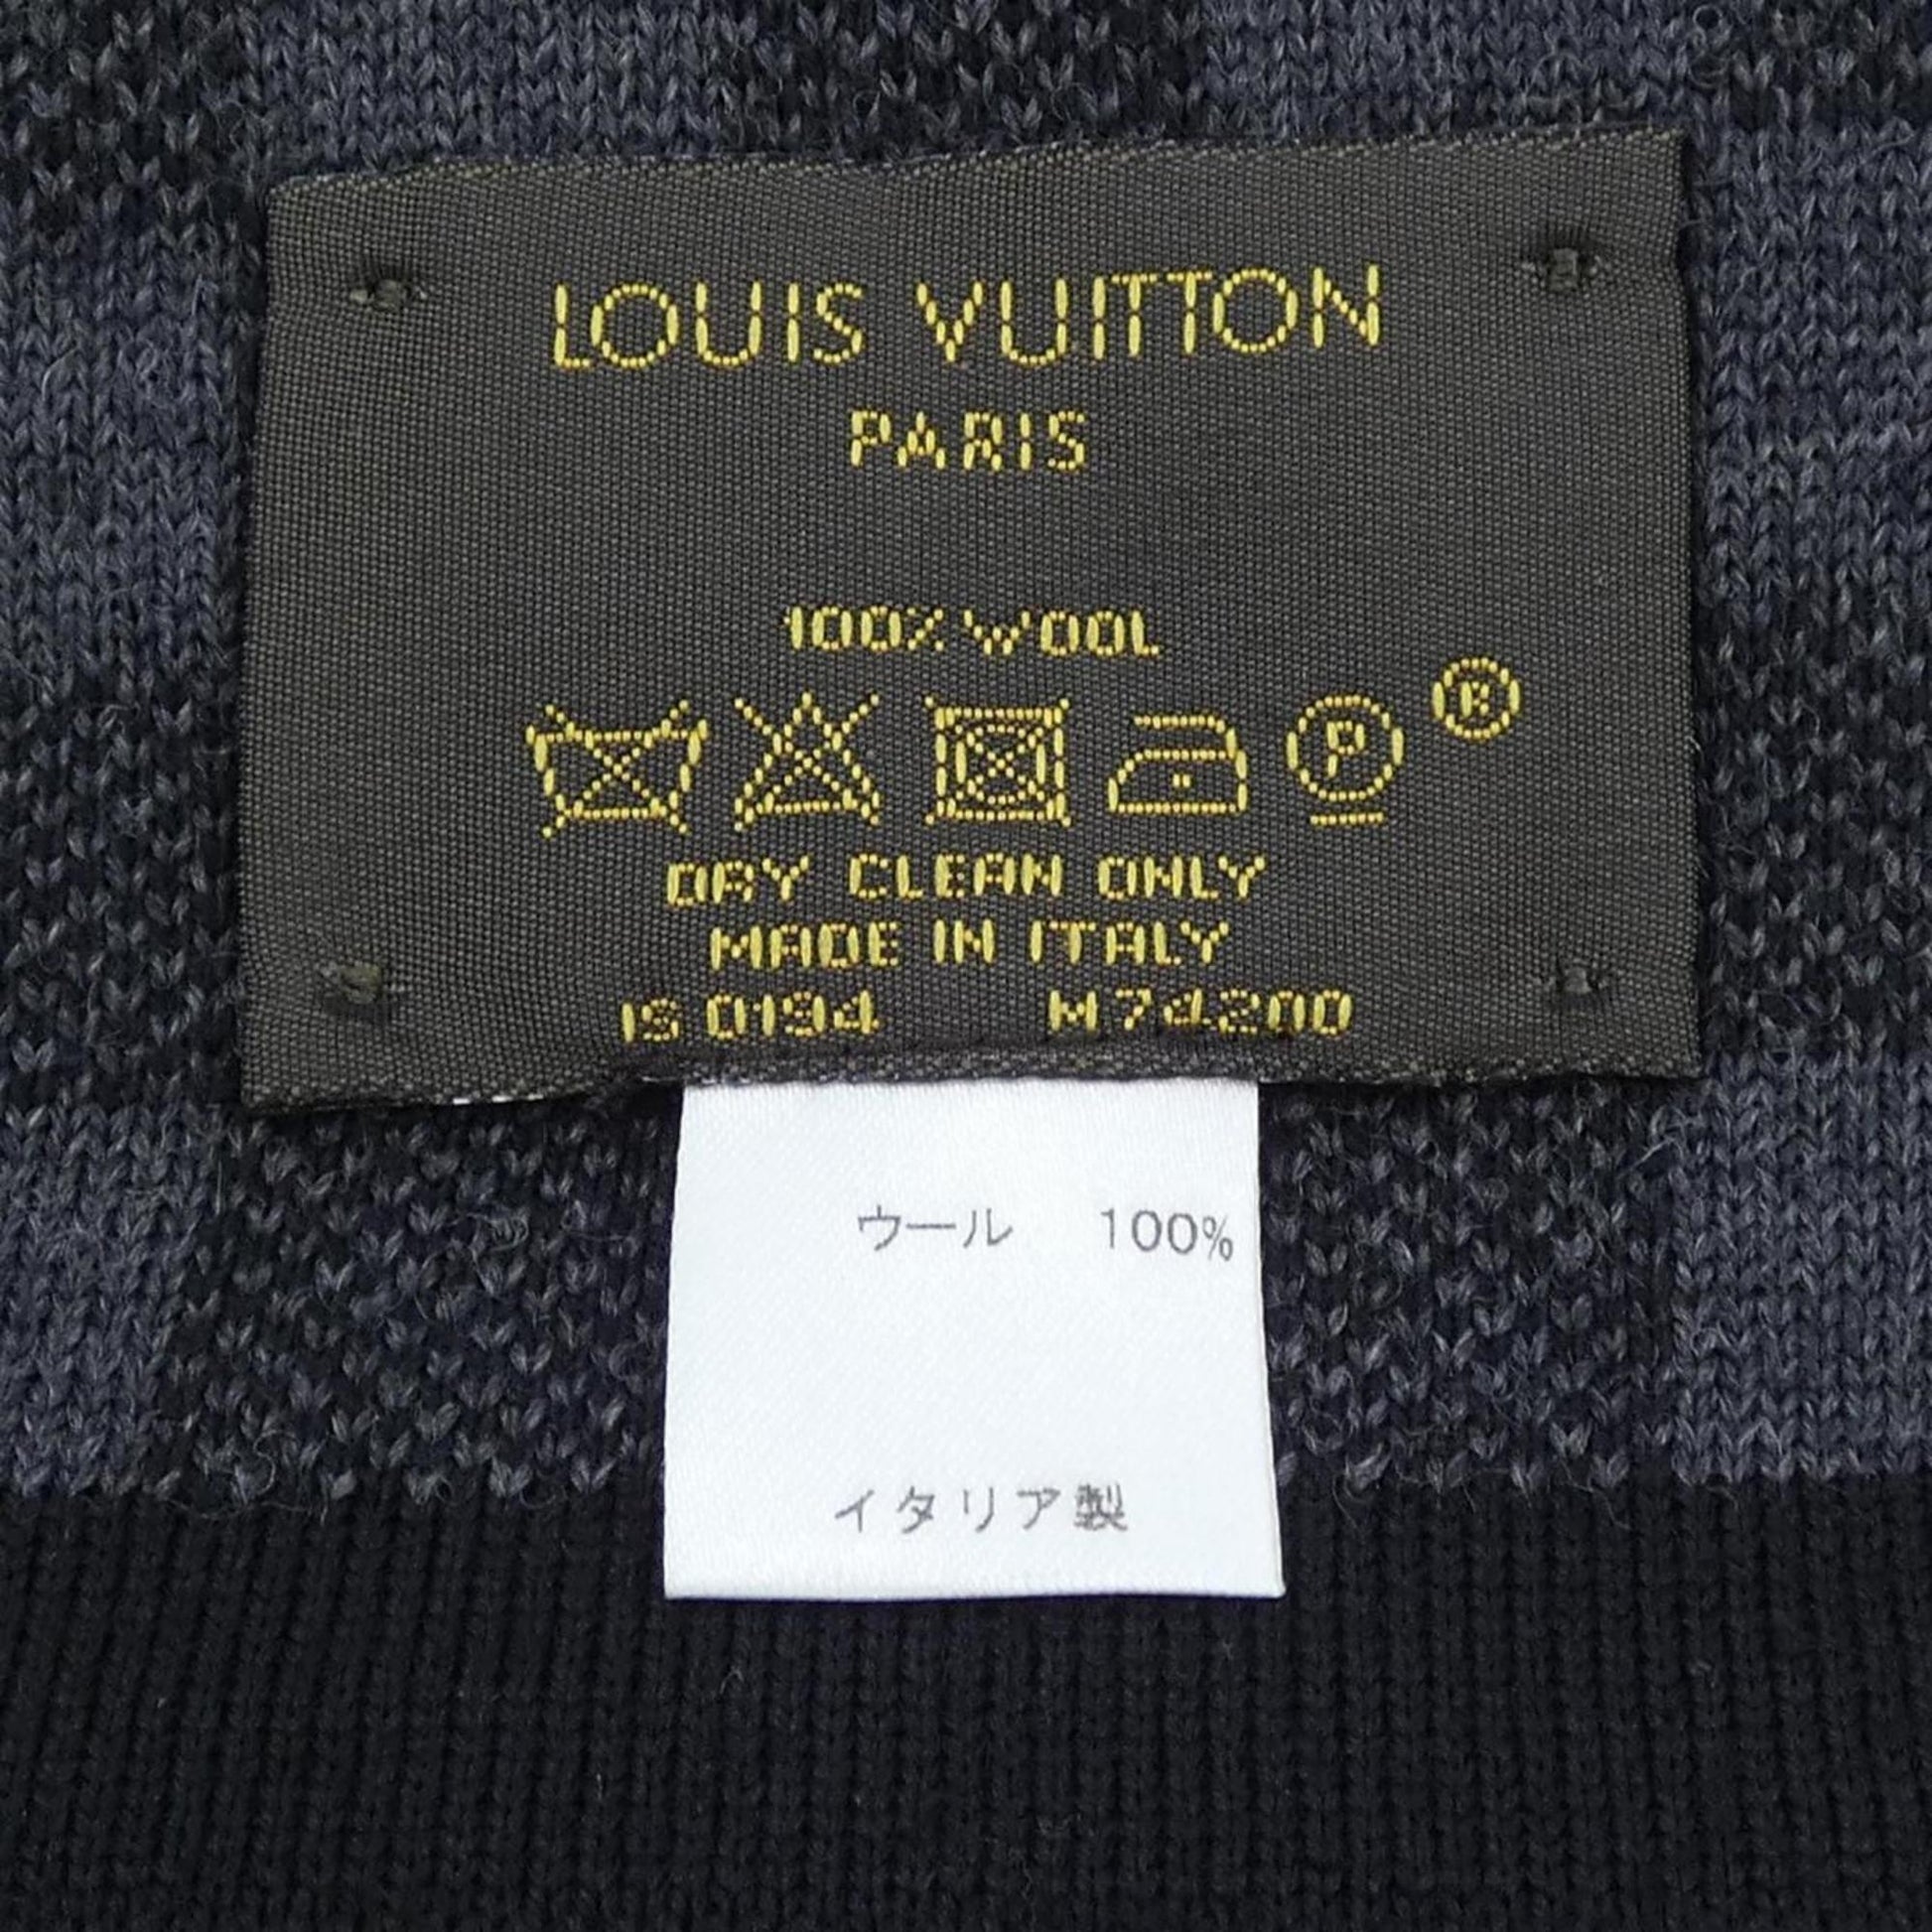 LOUIS VUITTON
PARIS
100% WOOL
P ®
DRY CLEAN ONLY
MADE IN ITALY
IS 0194 M74200
ウール 100%
イタリア製